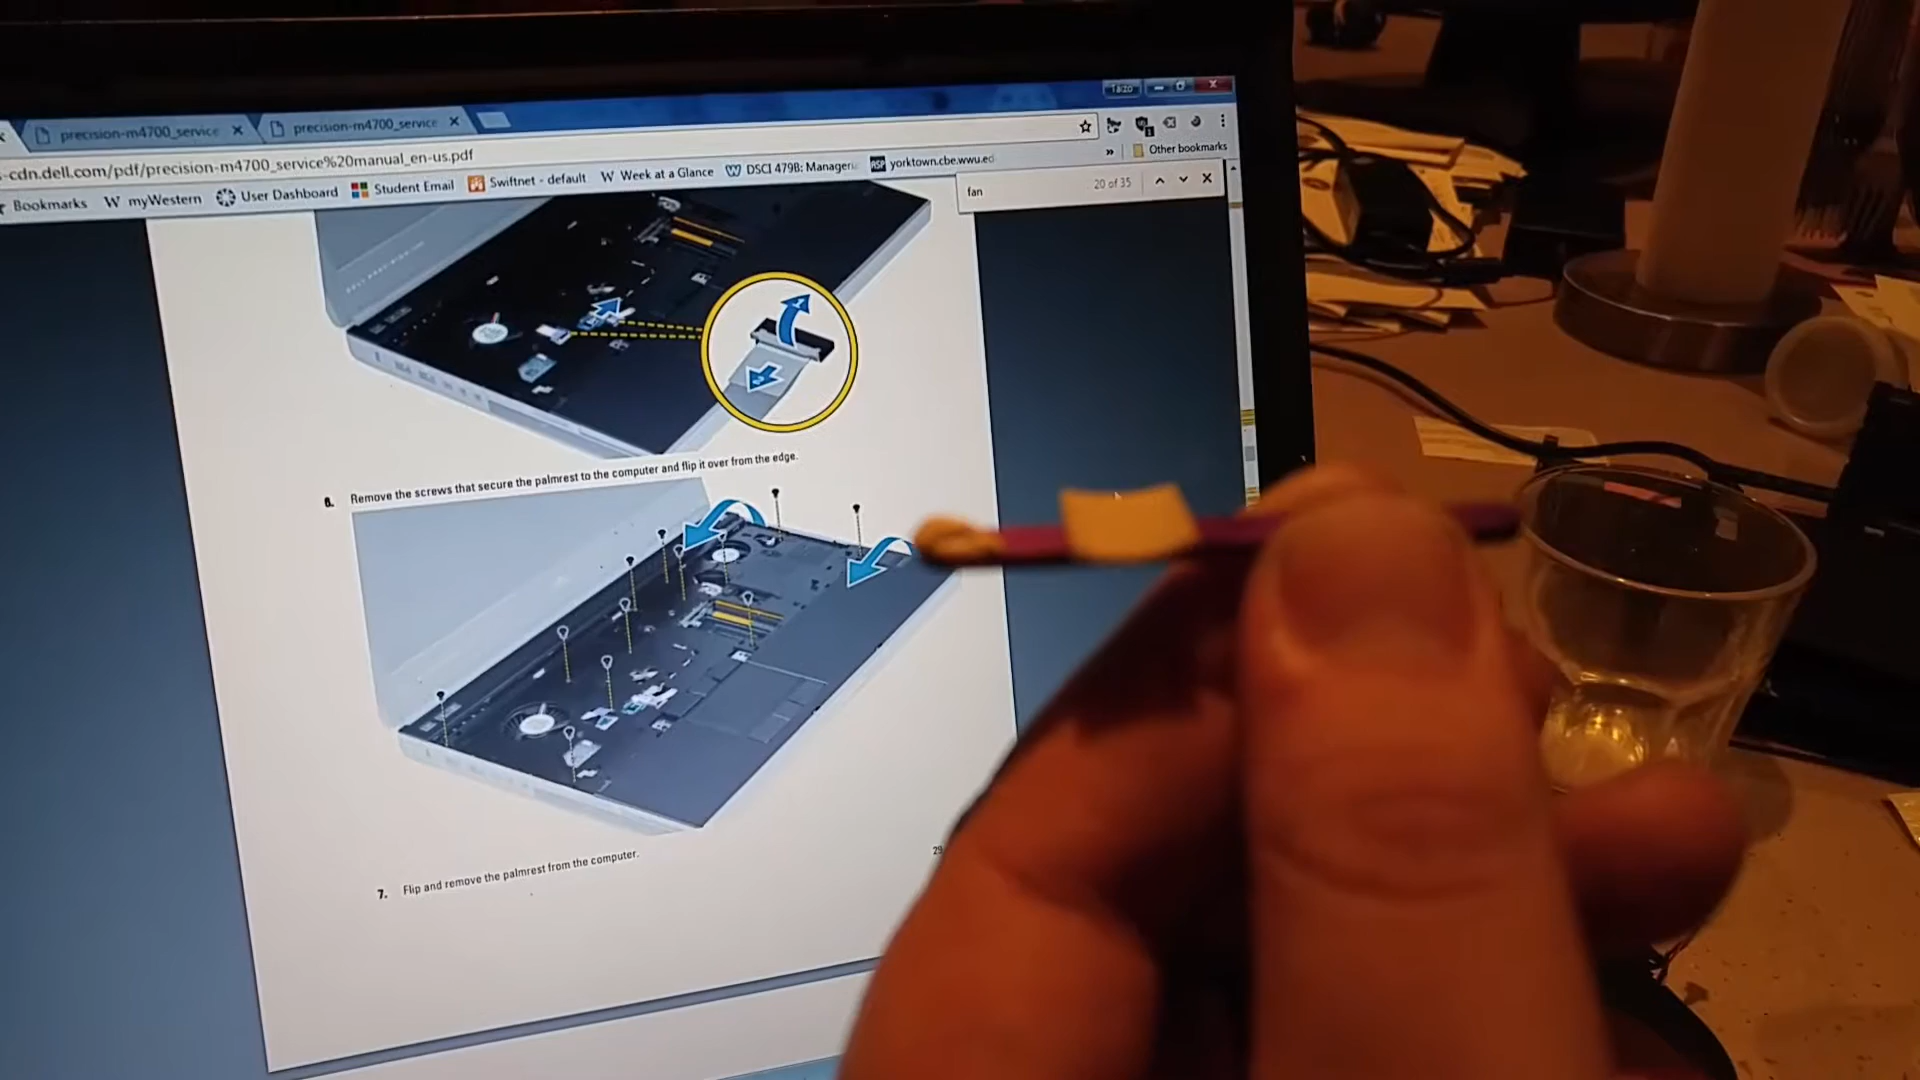 precision-m4700_service
precision-m4700_service
1820
-cdn.dell.com/pdf/precision-m4700_service%20manual_en-us.pdf
Bookmarks
W myWestern
User Dashboard
Student Email
Swiftnet - default
W Week at a Glance
DSCI 479B: Manageri
yorktown.cbe.wwu.ed
»
Other bookmarks
fan
20 of 35
6. Remove the screws that secure the palmrest to the computer and flip it over from the edge.
29
7. Flip and remove the palmrest from the computer.